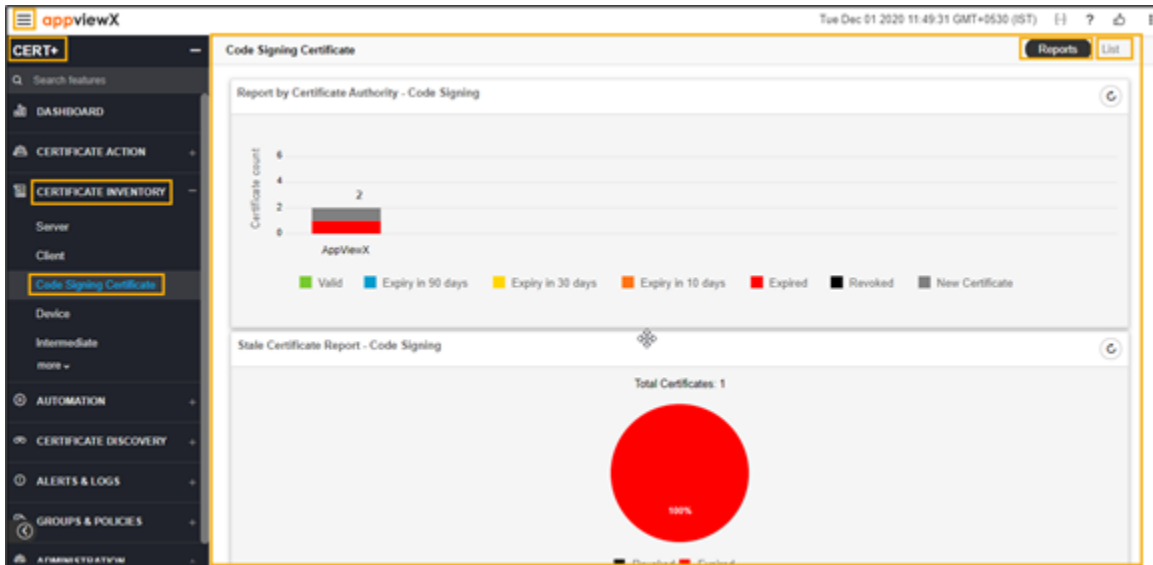 appviewX
Tue Dec 01 2020 11:49:31 GMT+0530 (IST)
CERT+
Code Signing Certificate
Reports
List
Search features
DASHBOARD
CERTIFICATE ACTION
CERTIFICATE INVENTORY
Server
Client
Code Signing Certificate
Device
Intermediate
more
AUTOMATION
CERTIFICATE DISCOVERY
ALERTS & LOGS
GROUPS & POLICIES
ADMINISTRATION
Report by Certificate Authority - Code Signing
Certificate count
6
4
2
0
2
AppViewX
Valid
Expiry in 90 days
Expiry in 30 days
Expiry in 10 days
Expired
Revoked
New Certificate
Stale Certificate Report - Code Signing
Total Certificates: 1
100%
Revoked
Expired